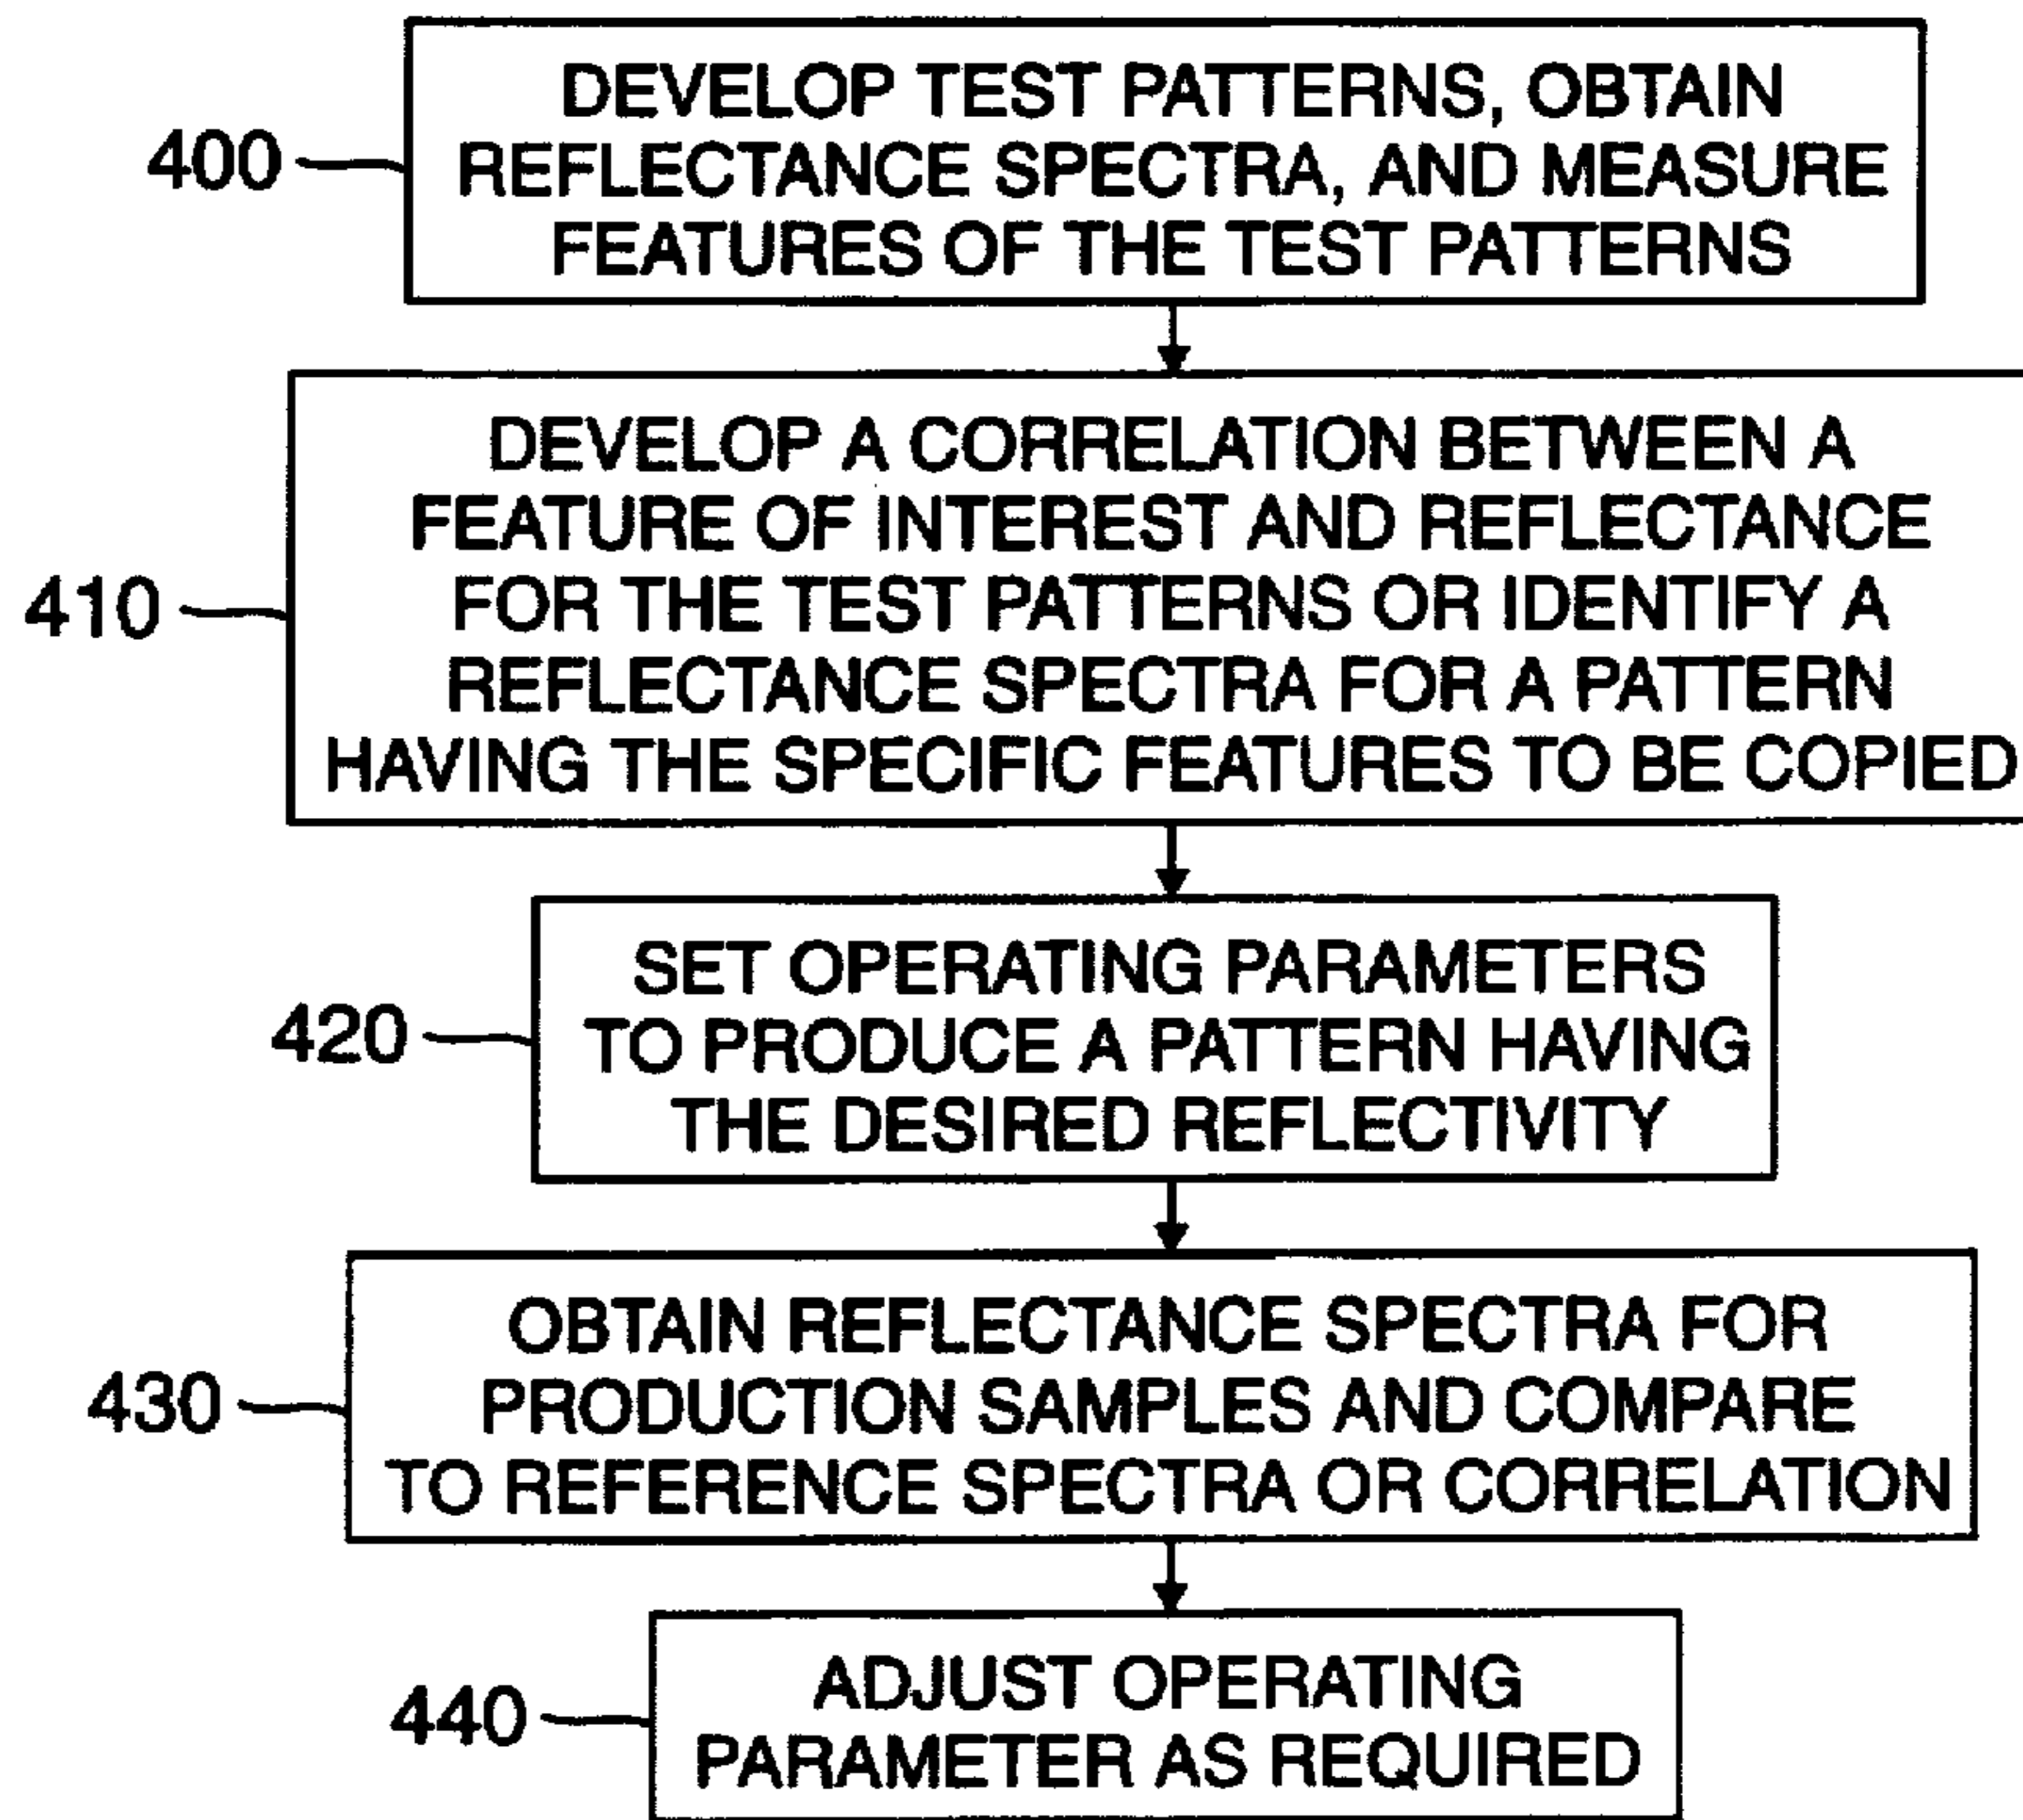 400
DEVELOP TEST PATTERNS, OBTAIN
REFLECTANCE SPECTRA, AND MEASURE
FEATURES OF THE TEST PATTERNS
410
DEVELOP A CORRELATION BETWEEN A
FEATURE OF INTEREST AND REFLECTANCE
FOR THE TEST PATTERNS OR IDENTIFY A
REFLECTANCE SPECTRA FOR A PATTERN
HAVING THE SPECIFIC FEATURES TO BE COPIED
420
SET OPERATING PARAMETERS
TO PRODUCE A PATTERN HAVING
THE DESIRED REFLECTIVITY
430
OBTAIN REFLECTANCE SPECTRA FOR
PRODUCTION SAMPLES AND COMPARE
TO REFERENCE SPECTRA OR CORRELATION
440
ADJUST OPERATING
PARAMETER AS REQUIRED